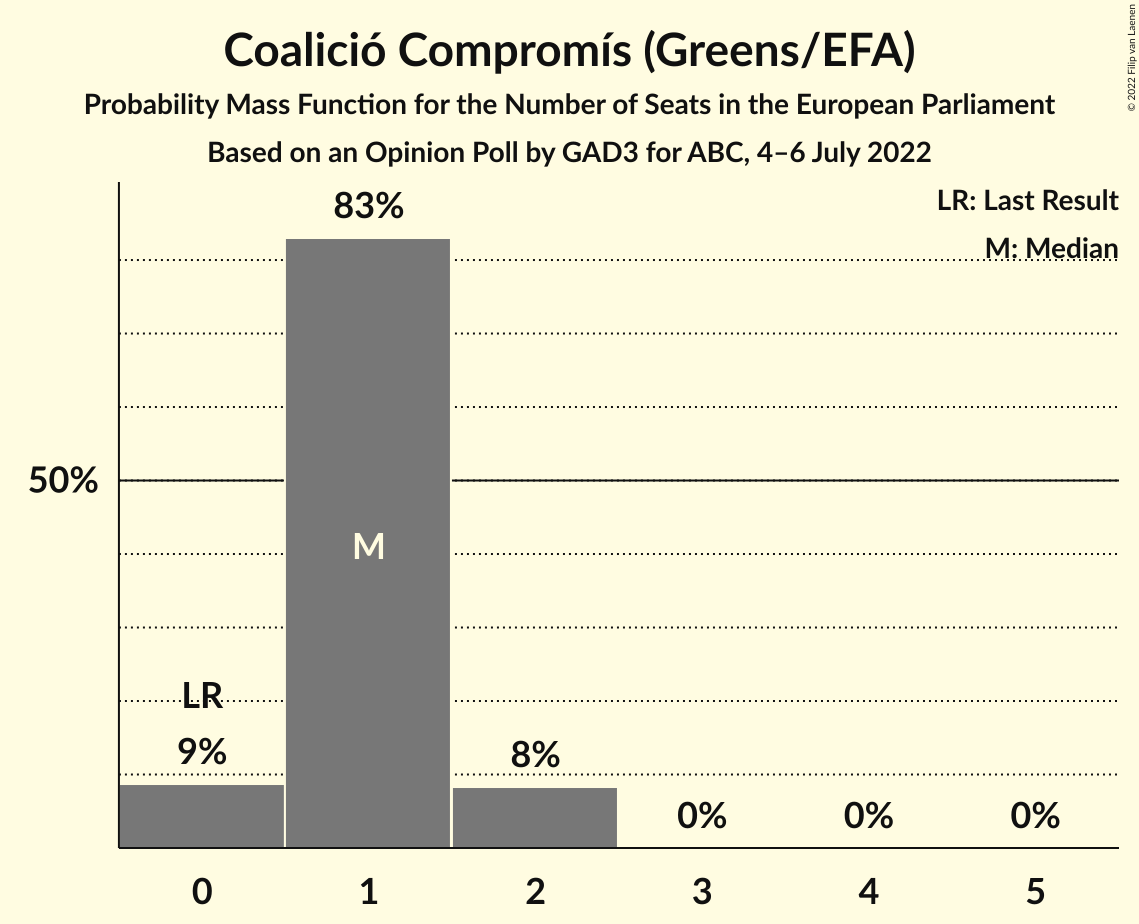 Coalició Compromís (Greens/EFA)
Probability Mass Function for the Number of Seats in the European Parliament
Based on an Opinion Poll by GAD3 for ABC, 4–6 July 2022
© 2022 Filip van Laenen
LR: Last Result
M: Median
83%
50%
M
LR
9%
8%
0%
0%
0%
0
1
2
3
4
5